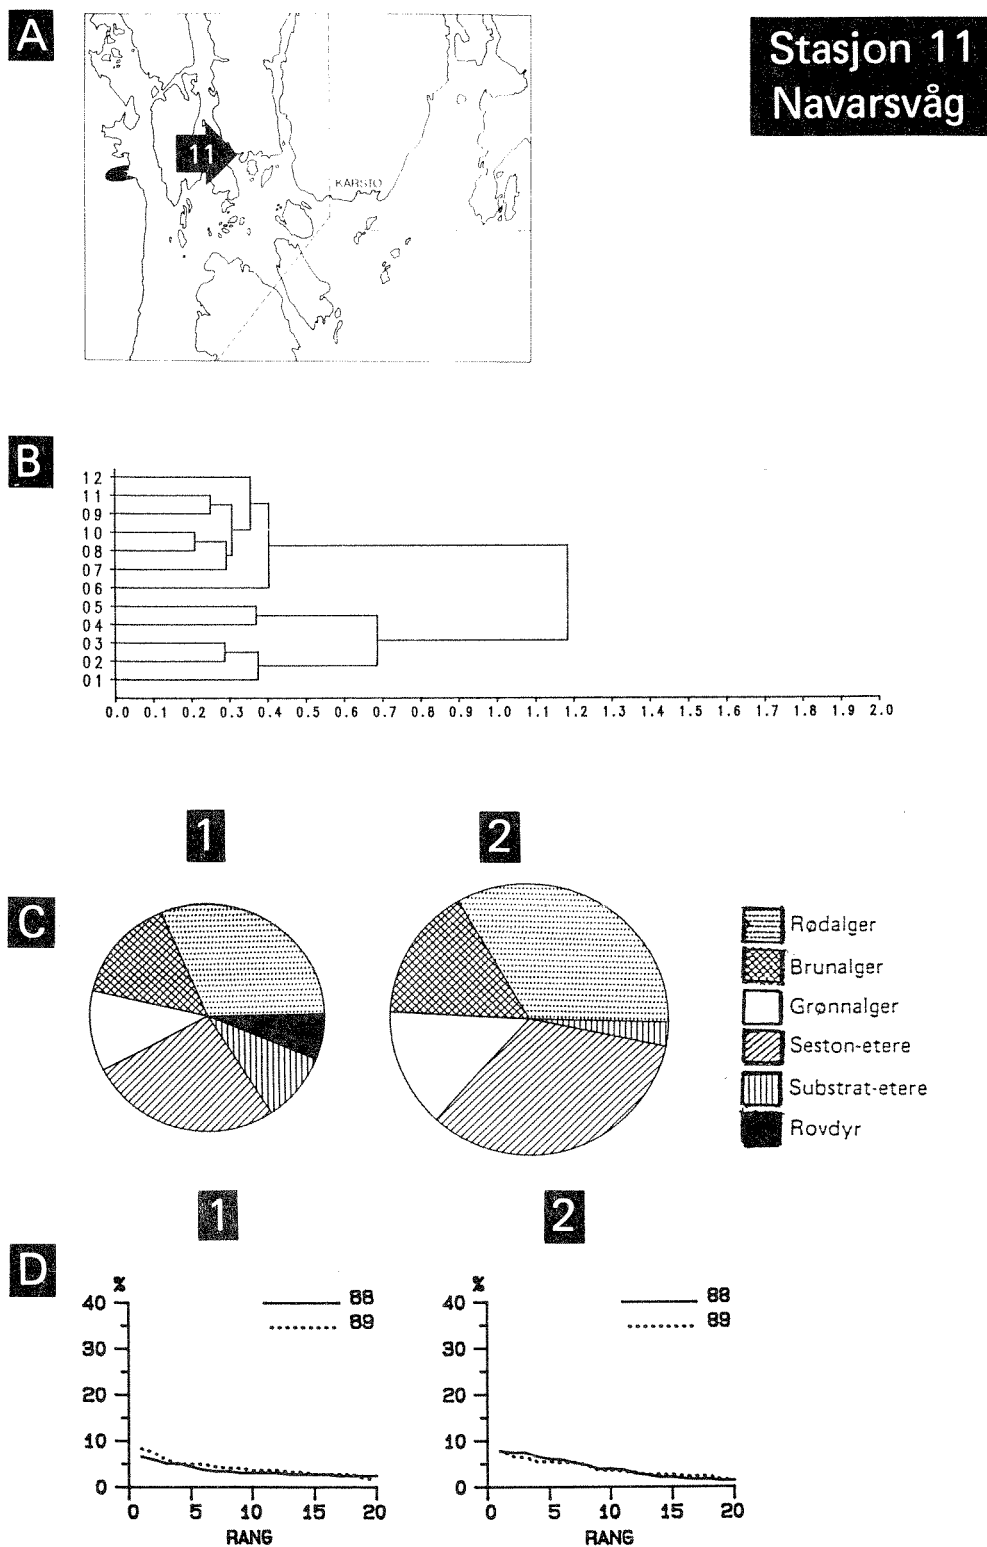 A
Stasjon 11
Navarsvåg
11
KÅRSTØ
B
12
11
09
10
08
07
06
05
04
03
02
01
0.0 0.1 0.2 0.3 0.4 0.5 0.6 0.7 0.8 0.9 1.0 1.1 1.2 1.3 1.4 1.5 1.6 1.7 1.8 1.9 2.0
1 2
C
Rødalger
Brunalger
Grønnalger
Seston-etere
Substrat-etere
Rovdyr
1 2
D
%
40
30
20
10
0
88
89
0 5 10 15 20
RANG
%
40
30
20
10
0
88
89
0 5 10 15 20
RANG